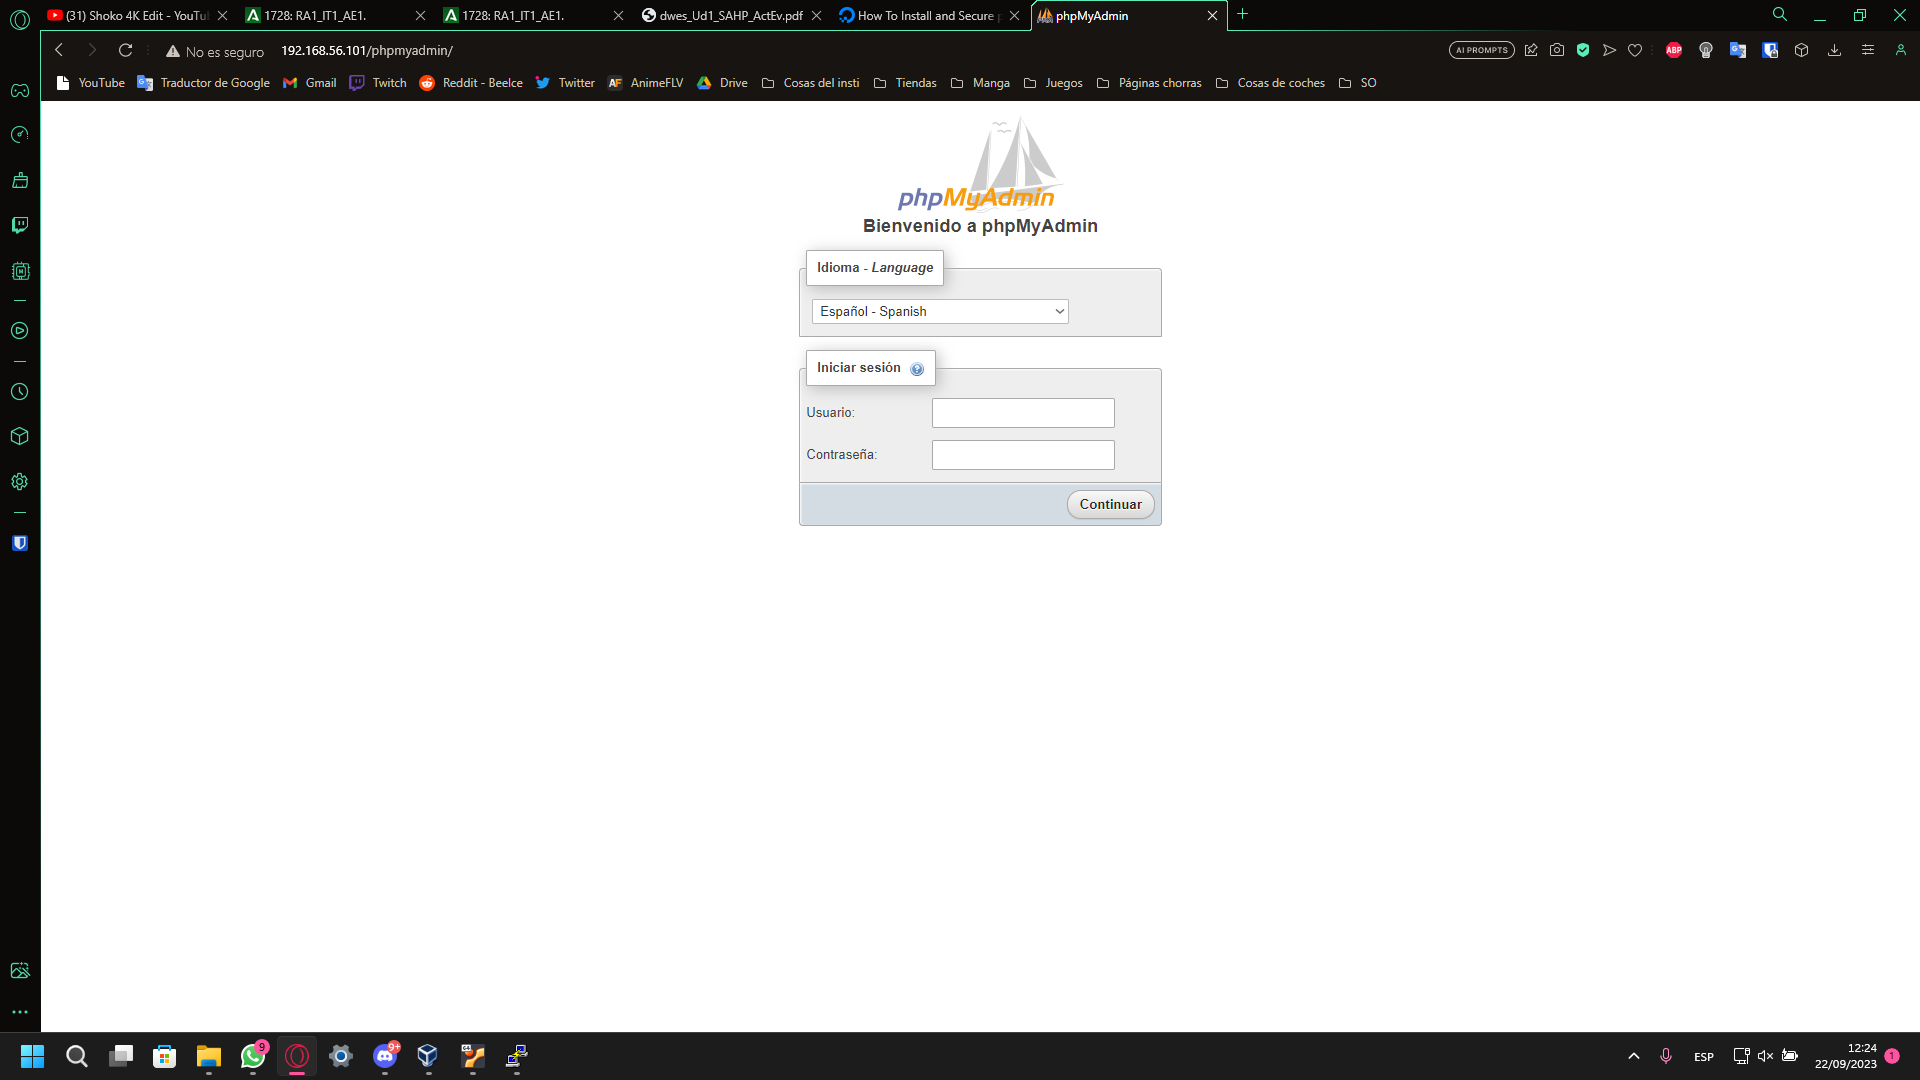 (31) Shoko 4K Edit - YouTu
1728: RA1_IT1_AE1.
1728: RA1_IT1_AE1.
dwes_Ud1_SAHP_ActEv.pdf
How To Install and Secure p
phpMyAdmin
No es seguro
192.168.56.101/phpmyadmin/
AI PROMPTS
ABP
YouTube
Traductor de Google
Gmail
Twitch
Reddit - Beelce
Twitter
AF
AnimeFLV
Drive
Cosas del insti
Tiendas
Manga
Juegos
Páginas chorras
Cosas de coches
SO
phpMyAdmin
Bienvenido a phpMyAdmin
Idioma - Language
Español - Spanish
Iniciar sesión
Usuario:
Contraseña:
Continuar
9
9+
64
ESP
12:24
22/09/2023
1